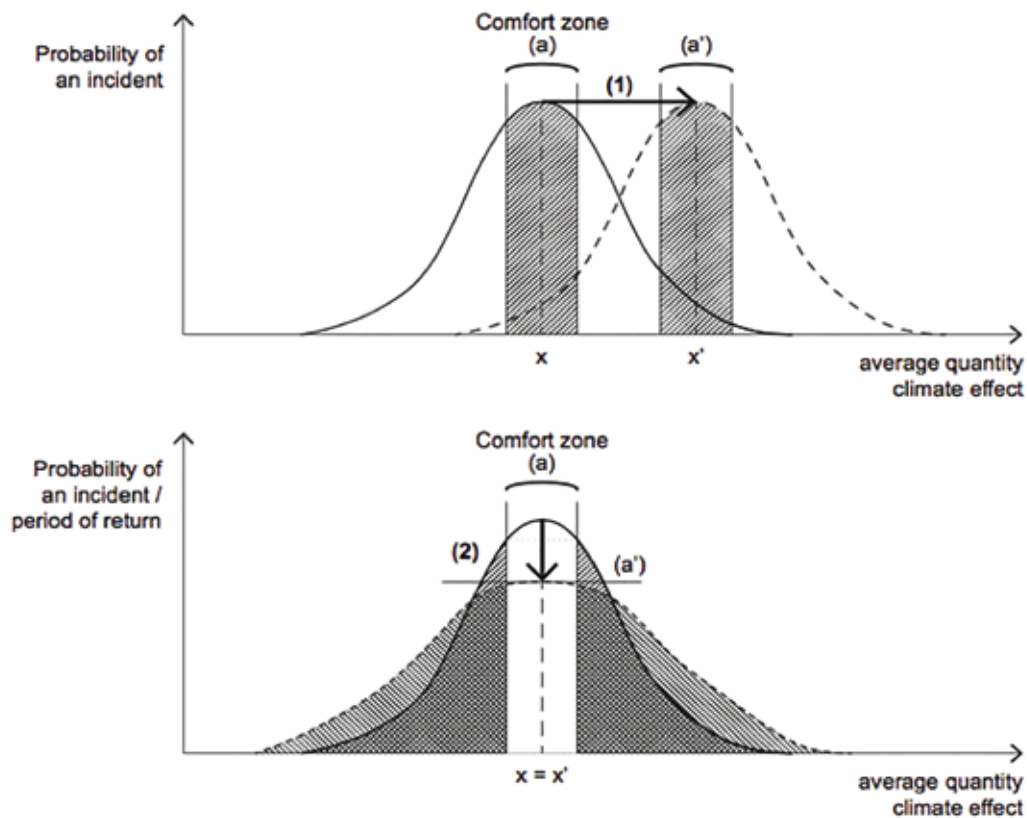 Comfort zone
(a)
(a')
Probability of
an incident
(1)
x
x'
average quantity
climate effect
Comfort zone
(a)
Probability of
an incident /
period of return
(2)
(a')
x = x'
average quantity
climate effect